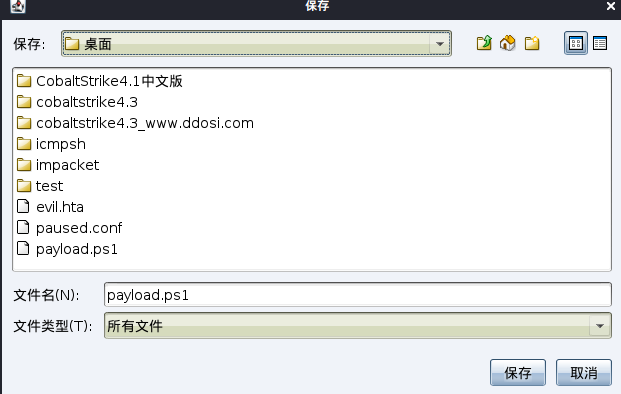 保存
保存: 桌面
CobaltStrike4.1中文版
cobaltstrike4.3
cobaltstrike4.3_www.ddosi.com
icmpsh
impacket
test
evil.hta
paused.conf
payload.ps1
文件名(N): payload.ps1
文件类型(T): 所有文件
保存 取消